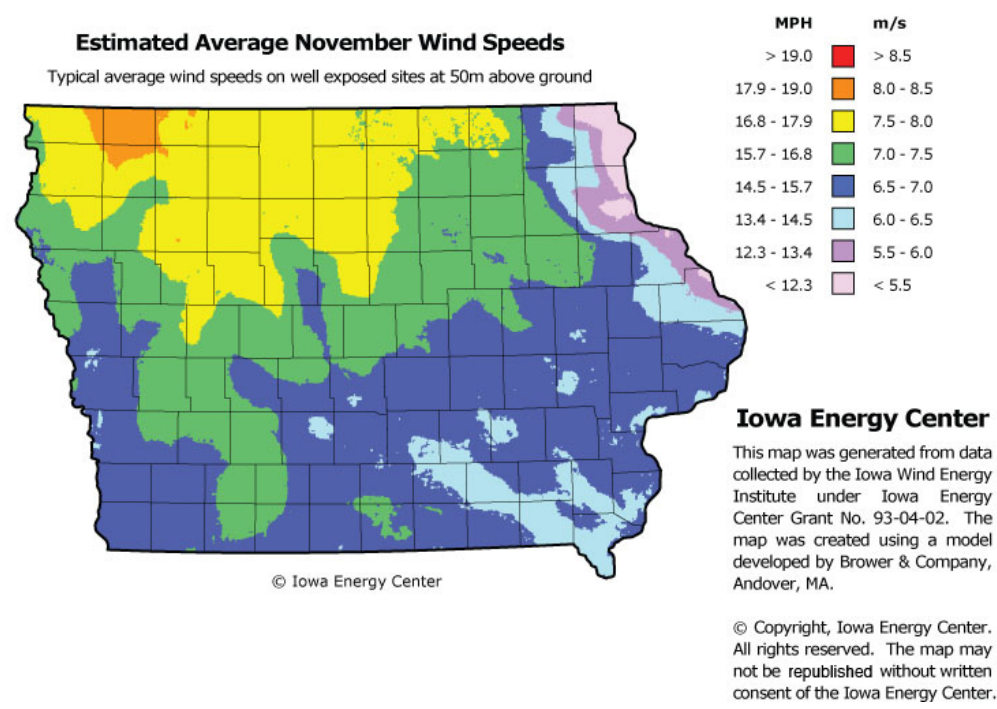 Estimated Average November Wind Speeds
Typical average wind speeds on well exposed sites at 50m above ground
MPH m/s
> 19.0 > 8.5
17.9 - 19.0 8.0 - 8.5
16.8 - 17.9 7.5 - 8.0
15.7 - 16.8 7.0 - 7.5
14.5 - 15.7 6.5 - 7.0
13.4 - 14.5 6.0 - 6.5
12.3 - 13.4 5.5 - 6.0
< 12.3 < 5.5
Iowa Energy Center
This map was generated from data
collected by the Iowa Wind Energy
Institute under Iowa Energy
Center Grant No. 93-04-02. The
map was created using a model
developed by Brower & Company,
Andover, MA.
© Copyright, Iowa Energy Center.
All rights reserved. The map may
not be republished without written
consent of the Iowa Energy Center.
© Iowa Energy Center